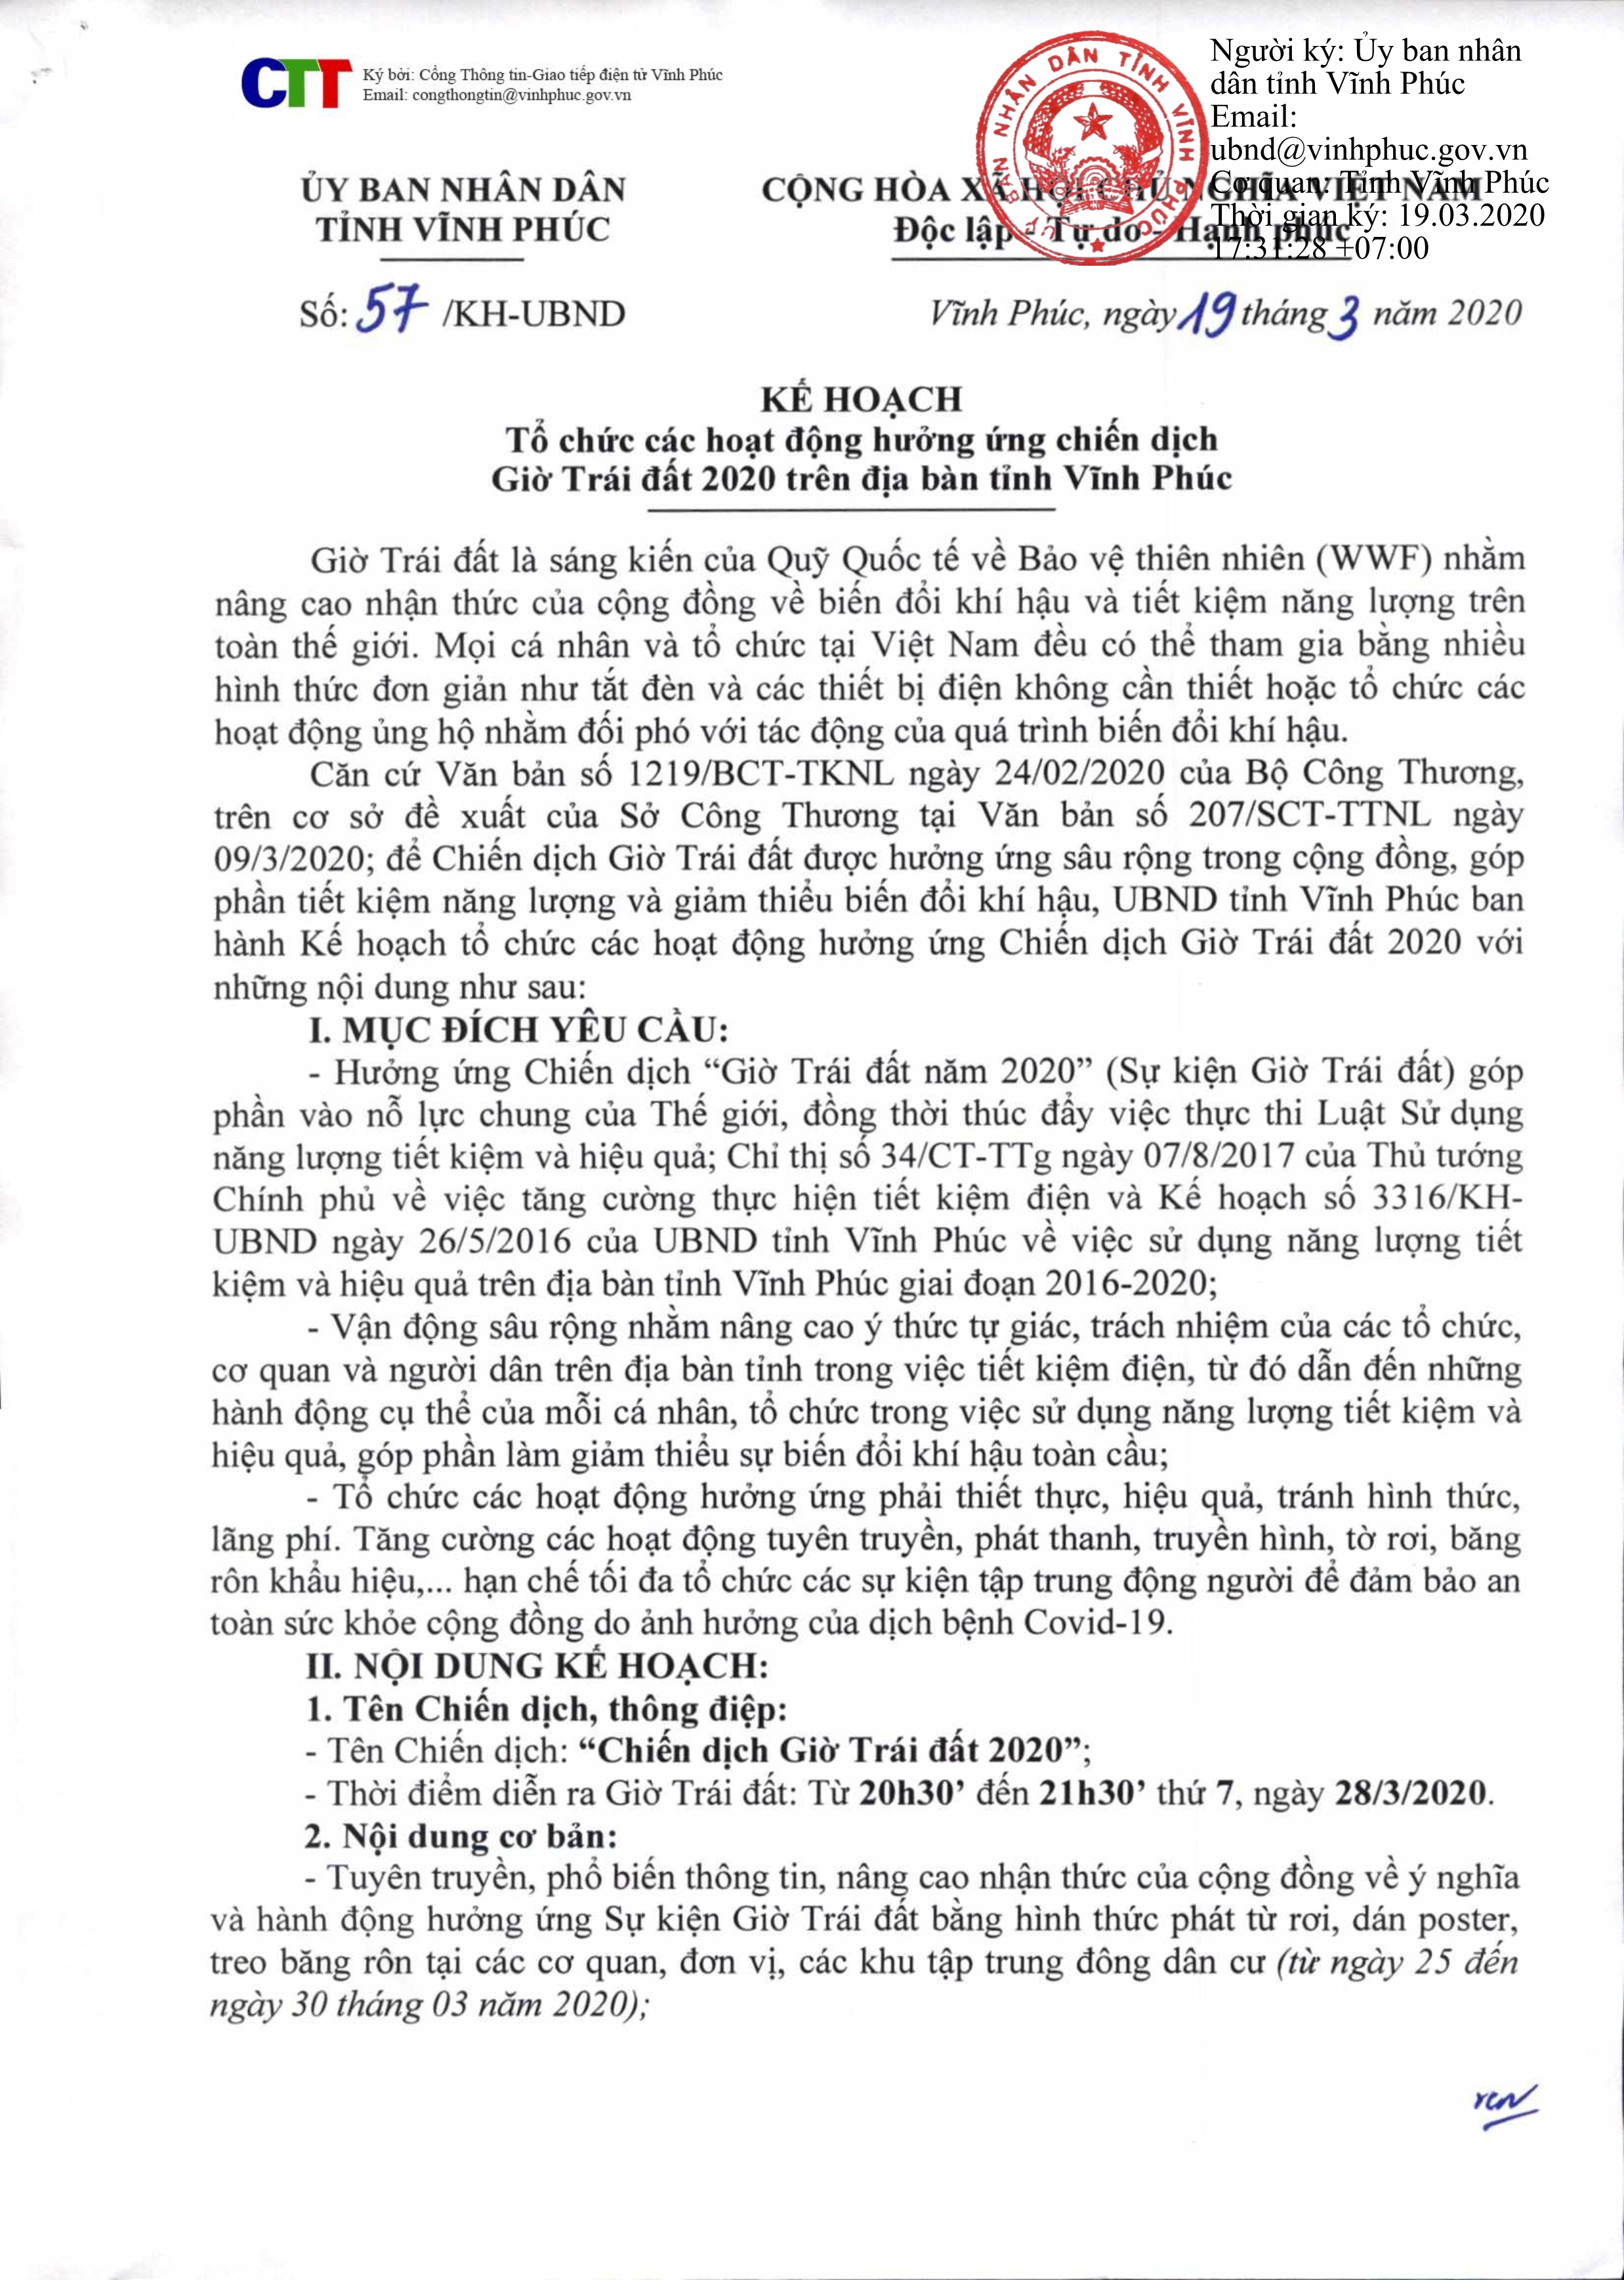 CTT
Ký bởi: Cổng Thông tin-Giao tiếp điện tử Vĩnh Phúc
Email: congthongtin@vinhphuc.gov.vn
Người ký: Ủy ban nhân
dân tỉnh Vĩnh Phúc
Email:
ubnd@vinhphuc.gov.vn
Cơ quan: Tỉnh Vĩnh Phúc
Thời gian ký: 19.03.2020
17:31:28 +07:00
ỦY BAN NHÂN DÂN TỈNH VĨNH PHÚC
ỦY BAN NHÂN DÂN
TỈNH VĨNH PHÚC
CỘNG HÒA XÃ HỘI CHỦ NGHĨA VIỆT NAM
Độc lập - Tự do - Hạnh phúc
Số: 57 /KH-UBND
Vĩnh Phúc, ngày 19 tháng 3 năm 2020
KẾ HOẠCH
Tổ chức các hoạt động hưởng ứng chiến dịch
Giờ Trái đất 2020 trên địa bàn tỉnh Vĩnh Phúc
Giờ Trái đất là sáng kiến của Quỹ Quốc tế về Bảo vệ thiên nhiên (WWF) nhằm
nâng cao nhận thức của cộng đồng về biến đổi khí hậu và tiết kiệm năng lượng trên
toàn thế giới. Mọi cá nhân và tổ chức tại Việt Nam đều có thể tham gia bằng nhiều
hình thức đơn giản như tắt đèn và các thiết bị điện không cần thiết hoặc tổ chức các
hoạt động ủng hộ nhằm đối phó với tác động của quá trình biến đổi khí hậu.
Căn cứ Văn bản số 1219/BCT-TKNL ngày 24/02/2020 của Bộ Công Thương,
trên cơ sở đề xuất của Sở Công Thương tại Văn bản số 207/SCT-TTNL ngày
09/3/2020; để Chiến dịch Giờ Trái đất được hưởng ứng sâu rộng trong cộng đồng, góp
phần tiết kiệm năng lượng và giảm thiểu biến đổi khí hậu, UBND tỉnh Vĩnh Phúc ban
hành Kế hoạch tổ chức các hoạt động hưởng ứng Chiến dịch Giờ Trái đất 2020 với
những nội dung như sau:
I. MỤC ĐÍCH YÊU CẦU:
- Hưởng ứng Chiến dịch “Giờ Trái đất năm 2020” (Sự kiện Giờ Trái đất) góp
phần vào nỗ lực chung của Thế giới, đồng thời thúc đẩy việc thực thi Luật Sử dụng
năng lượng tiết kiệm và hiệu quả; Chỉ thị số 34/CT-TTg ngày 07/8/2017 của Thủ tướng
Chính phủ về việc tăng cường thực hiện tiết kiệm điện và Kế hoạch số 3316/KH-
UBND ngày 26/5/2016 của UBND tỉnh Vĩnh Phúc về việc sử dụng năng lượng tiết
kiệm và hiệu quả trên địa bàn tỉnh Vĩnh Phúc giai đoạn 2016-2020;
- Vận động sâu rộng nhằm nâng cao ý thức tự giác, trách nhiệm của các tổ chức,
cơ quan và người dân trên địa bàn tỉnh trong việc tiết kiệm điện, từ đó dẫn đến những
hành động cụ thể của mỗi cá nhân, tổ chức trong việc sử dụng năng lượng tiết kiệm và
hiệu quả, góp phần làm giảm thiểu sự biến đổi khí hậu toàn cầu;
- Tổ chức các hoạt động hưởng ứng phải thiết thực, hiệu quả, tránh hình thức,
lãng phí. Tăng cường các hoạt động tuyên truyền, phát thanh, truyền hình, tờ rơi, băng
rôn khẩu hiệu,... hạn chế tối đa tổ chức các sự kiện tập trung động người để đảm bảo an
toàn sức khỏe cộng đồng do ảnh hưởng của dịch bệnh Covid-19.
II. NỘI DUNG KẾ HOẠCH:
1. Tên Chiến dịch, thông điệp:
- Tên Chiến dịch: “Chiến dịch Giờ Trái đất 2020”;
- Thời điểm diễn ra Giờ Trái đất: Từ 20h30’ đến 21h30’ thứ 7, ngày 28/3/2020.
2. Nội dung cơ bản:
- Tuyên truyền, phổ biến thông tin, nâng cao nhận thức của cộng đồng về ý nghĩa
và hành động hưởng ứng Sự kiện Giờ Trái đất bằng hình thức phát từ rơi, dán poster,
treo băng rôn tại các cơ quan, đơn vị, các khu tập trung đông dân cư (từ ngày 25 đến
ngày 30 tháng 03 năm 2020);